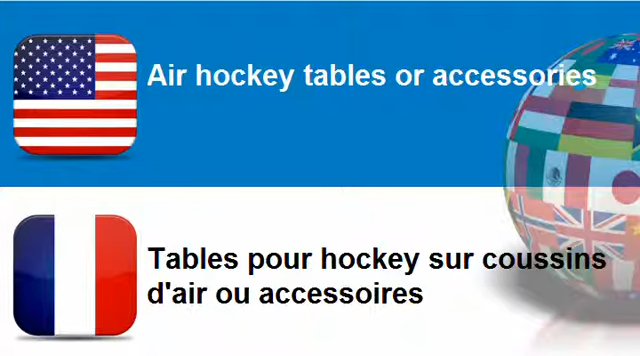 Air hockey tables or accessories
Tables pour hockey sur coussins
d'air ou accessoires